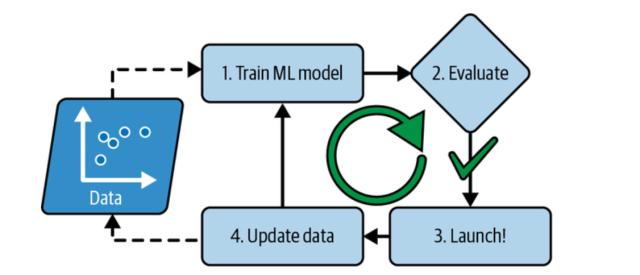 1. Train ML model
2. Evaluate
Data
4. Update data
3. Launch!